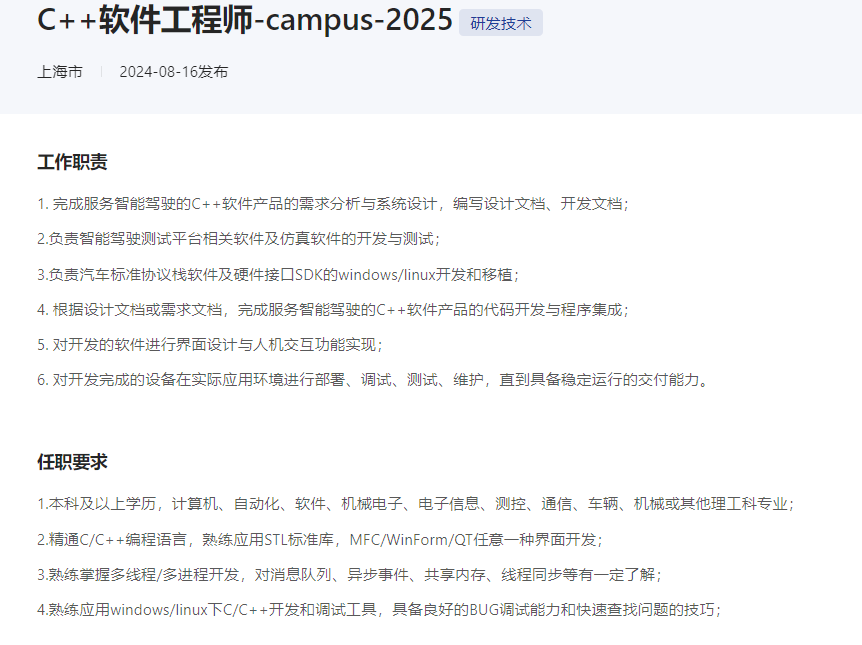 C++软件工程师-campus-2025 研发技术
上海市 | 2024-08-16发布
工作职责
1. 完成服务智能驾驶的C++软件产品的需求分析与系统设计，编写设计文档、开发文档；
2.负责智能驾驶测试平台相关软件及仿真软件的开发与测试；
3.负责汽车标准协议栈软件及硬件接口SDK的windows/linux开发和移植；
4. 根据设计文档或需求文档，完成服务智能驾驶的C++软件产品的代码开发与程序集成；
5. 对开发的软件进行界面设计与人机交互功能实现；
6. 对开发完成的设备在实际应用环境进行部署、调试、测试、维护，直到具备稳定运行的交付能力。
任职要求
1.本科及以上学历，计算机、自动化、软件、机械电子、电子信息、测控、通信、车辆、机械或其他理工科专业；
2.精通C/C++编程语言，熟练应用STL标准库，MFC/WinForm/QT任意一种界面开发；
3.熟练掌握多线程/多进程开发，对消息队列、异步事件、共享内存、线程同步等有一定了解；
4.熟练应用windows/linux下C/C++开发和调试工具，具备良好的BUG调试能力和快速查找问题的技巧；